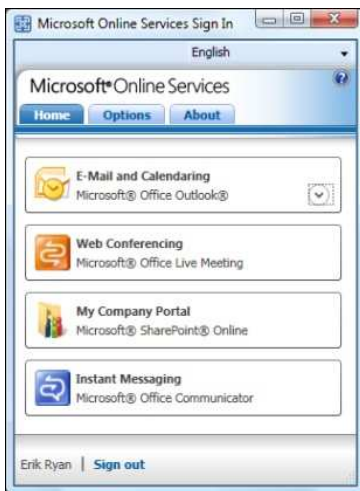 Microsoft Online Services Sign In
English
Microsoft® Online Services
Home Options About
E-Mail and Calendaring
Microsoft® Office Outlook®
Web Conferencing
Microsoft® Office Live Meeting
My Company Portal
Microsoft® SharePoint® Online
Instant Messaging
Microsoft® Office Communicator
Erik Ryan | Sign out